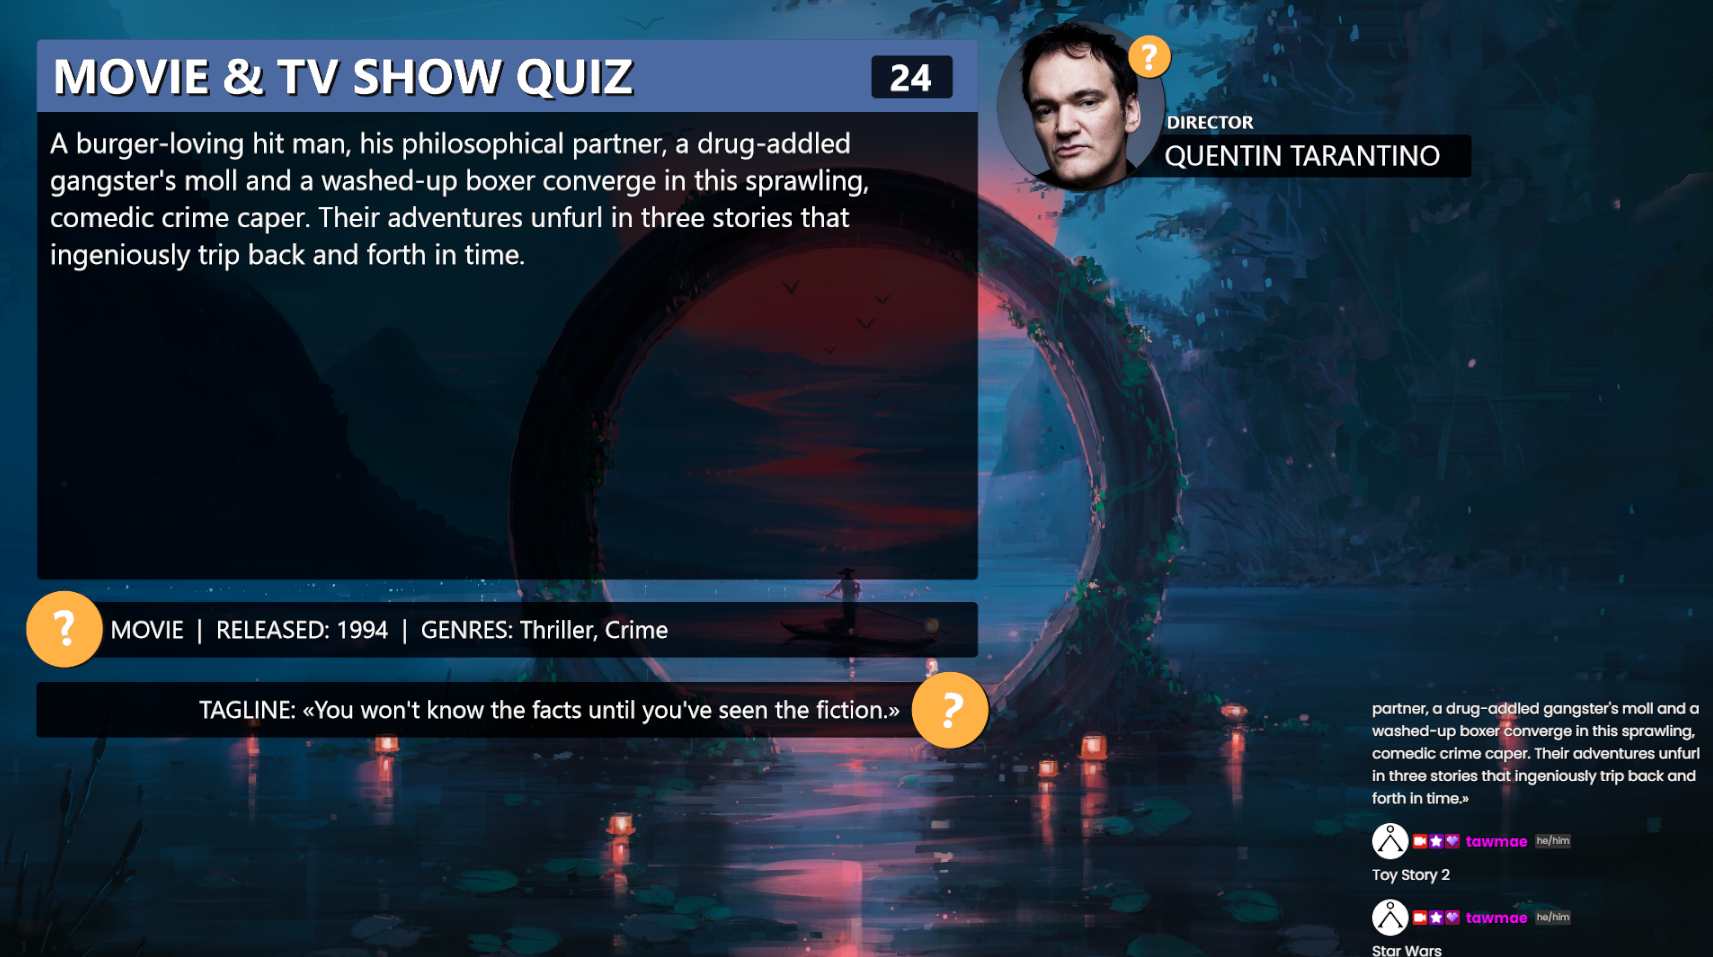 MOVIE & TV SHOW QUIZ
24
A burger-loving hit man, his philosophical partner, a drug-addled
gangster's moll and a washed-up boxer converge in this sprawling,
comedic crime caper. Their adventures unfurl in three stories that
ingeniously trip back and forth in time.
?
DIRECTOR
QUENTIN TARANTINO
?
MOVIE | RELEASED: 1994 | GENRES: Thriller, Crime
TAGLINE: «You won't know the facts until you've seen the fiction.»
?
partner, a drug-addled gangster's moll and a
washed-up boxer converge in this sprawling,
comedic crime caper. Their adventures unfurl
in three stories that ingeniously trip back and
forth in time.»
tawmae he/him
Toy Story 2
tawmae he/him
Star Wars